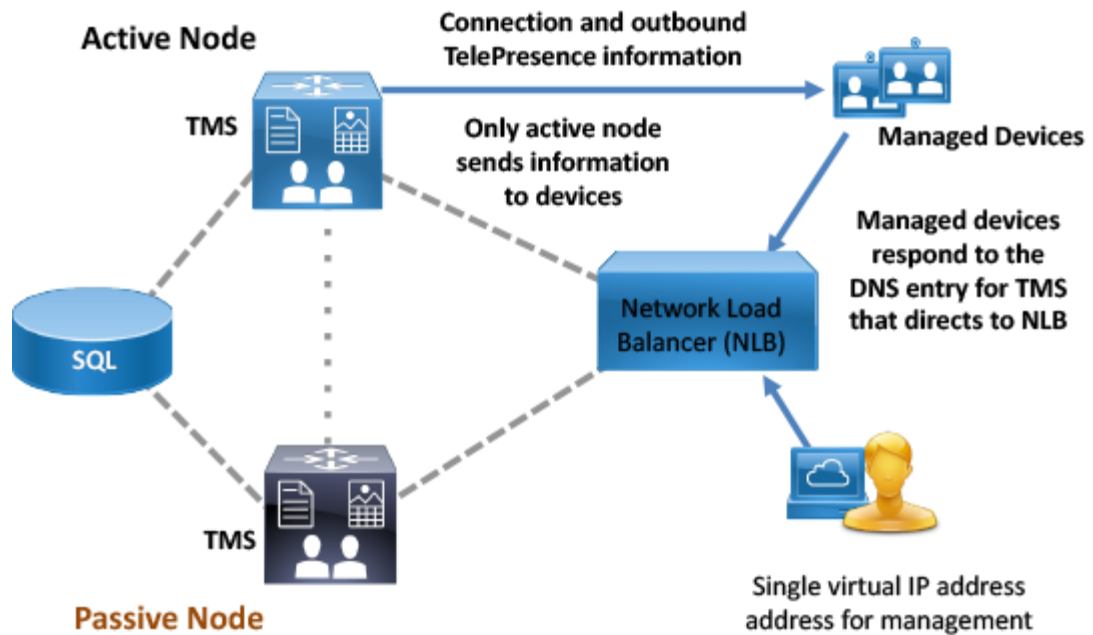 Active Node
Connection and outbound
TelePresence information
TMS
Only active node
sends information
to devices
Managed Devices
Managed devices
respond to the
DNS entry for TMS
that directs to NLB
Network Load
Balancer (NLB)
SQL
TMS
Passive Node
Single virtual IP address
address for management